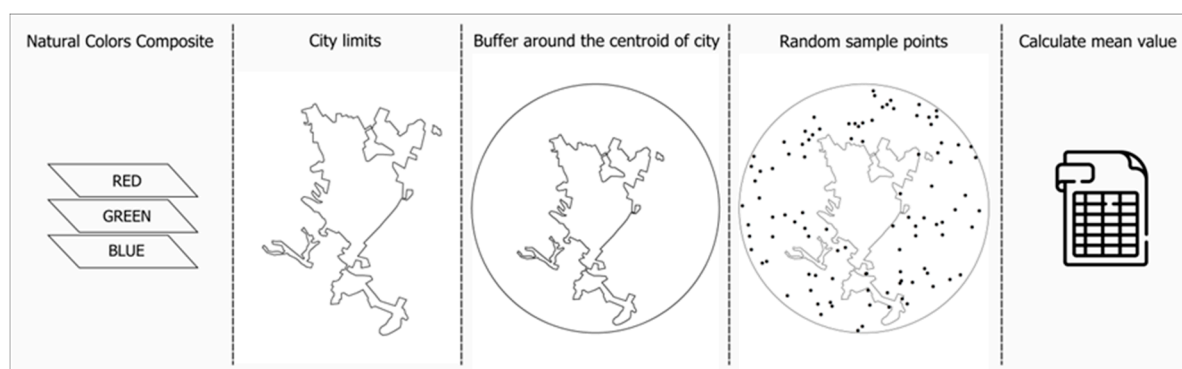 Natural Colors Composite
City limits
Buffer around the centroid of city
Random sample points
Calculate mean value
RED
GREEN
BLUE